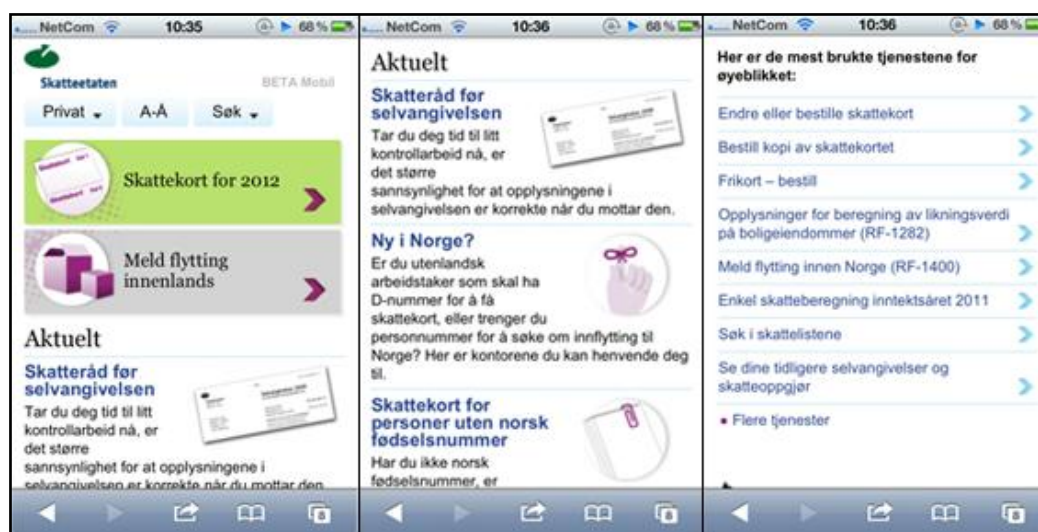 NetCom 10:35 68 %
Skatteetaten
BETA Mobil
Privat A-Å Søk
Skattekort for 2012
Meld flytting
innenlands
Aktuelt
Skatteråd før
selvangivelsen
Tar du deg tid til litt
kontrollarbeid nå, er
det større
sannsynlighet for at opplysningene i
selvangivelsen er korrekte når du mottar den.
NetCom 10:36 68 %
Aktuelt
Skatteråd før
selvangivelsen
Tar du deg tid til litt
kontrollarbeid nå, er
det større
sannsynlighet for at opplysningene i
selvangivelsen er korrekte når du mottar den.
Ny i Norge?
Er du utenlandsk
arbeidstaker som skal ha
D-nummer for å få
skattekort, eller trenger du
personnummer for å søke om innflytting til
Norge? Her er kontorene du kan henvende deg
til.
Skattekort for
personer uten norsk
fødselsnummer
Har du ikke norsk
fødselsnummer, er
NetCom 10:36 68 %
Her er de mest brukte tjenestene for
øyeblikket:
Endre eller bestille skattekort
Bestill kopi av skattekortet
Frikort – bestill
Opplysninger for beregning av likningsverdi
på boligeiendommer (RF-1282)
Meld flytting innen Norge (RF-1400)
Enkel skatteberegning inntektsåret 2011
Søk i skattelistene
Se dine tidligere selvangivelser og
skatteoppgjør
• Flere tjenester